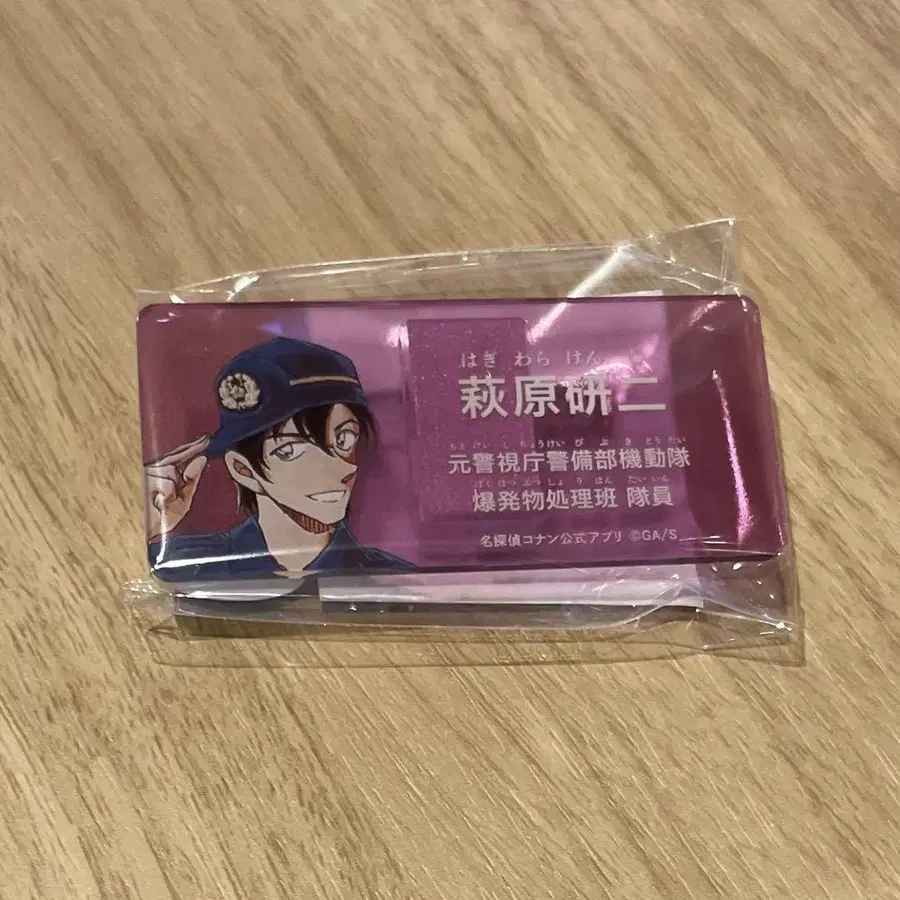 はぎ わら けん じ
萩原研二
もと けい し ちょうけい び ぶ き どう たい
元警視庁警備部機動隊
ばく はつ ぶつ しょ り はん たい いん
爆発物処理班 隊員
名探偵コナン公式アプリ ©GA/S